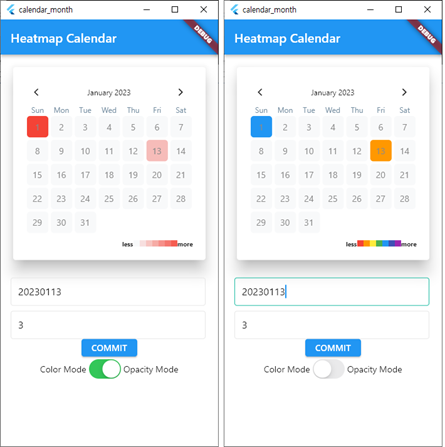 calendar_month
Heatmap Calendar
DEBUG
January 2023
Sun Mon Tue Wed Thu Fri Sat
1 2 3 4 5 6 7
8 9 10 11 12 13 14
15 16 17 18 19 20 21
22 23 24 25 26 27 28
29 30 31
less more
20230113
3
COMMIT
Color Mode Opacity Mode
calendar_month
Heatmap Calendar
DEBUG
January 2023
Sun Mon Tue Wed Thu Fri Sat
1 2 3 4 5 6 7
8 9 10 11 12 13 14
15 16 17 18 19 20 21
22 23 24 25 26 27 28
29 30 31
less more
20230113
3
COMMIT
Color Mode Opacity Mode